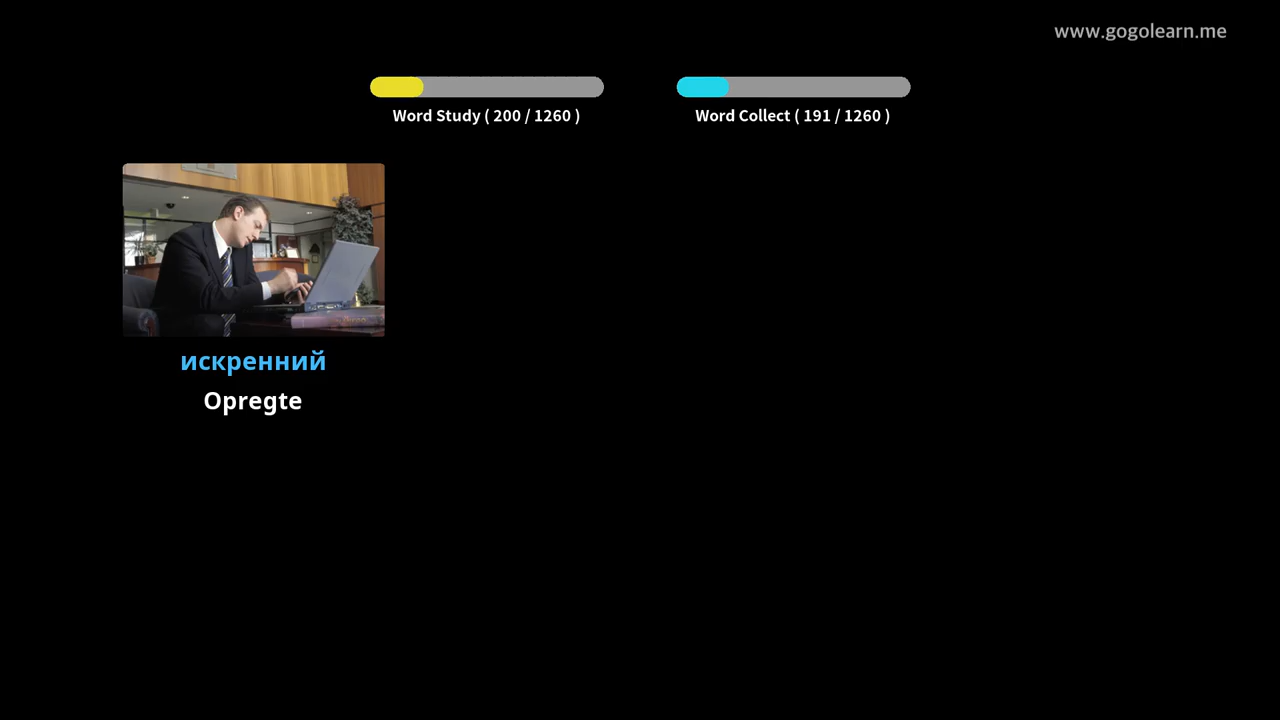 www.gogolearn.me
Word Study ( 200 / 1260 )
Word Collect ( 191 / 1260 )
искренний
Opregte